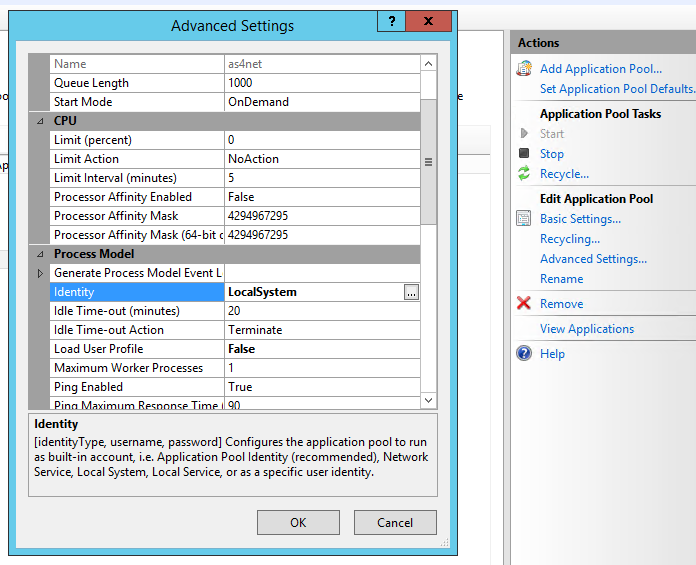 Advanced Settings
?
x
Name as4net
Queue Length 1000
Start Mode OnDemand
CPU
Limit (percent) 0
Limit Action NoAction
Limit Interval (minutes) 5
Processor Affinity Enabled False
Processor Affinity Mask 4294967295
Processor Affinity Mask (64-bit c 4294967295
Process Model
Generate Process Model Event L
Identity LocalSystem ...
Idle Time-out (minutes) 20
Idle Time-out Action Terminate
Load User Profile False
Maximum Worker Processes 1
Ping Enabled True
Ping Maximum Response Time ( 90
Identity
[identityType, username, password] Configures the application pool to run
as built-in account, i.e. Application Pool Identity (recommended), Network
Service, Local System, Local Service, or as a specific user identity.
OK Cancel
Actions
Add Application Pool...
Set Application Pool Defaults.
Application Pool Tasks
Start
Stop
Recycle...
Edit Application Pool
Basic Settings...
Recycling...
Advanced Settings...
Rename
Remove
View Applications
? Help